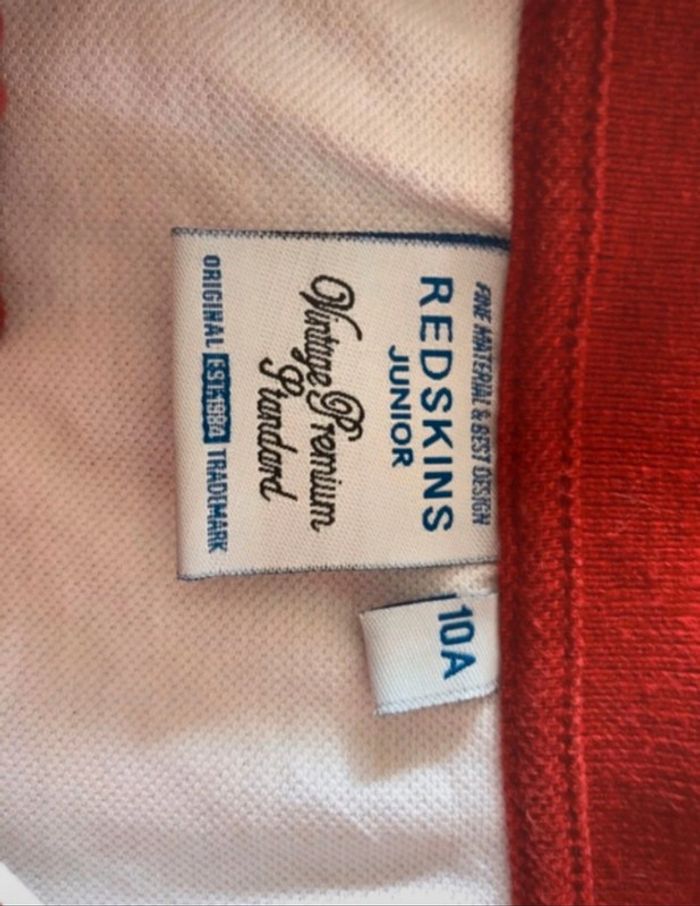 FINE MATERIAL & BEST DESIGN
REDSKINS
JUNIOR
Vintage Premium
Standard
ORIGINAL EST.1984 TRADEMARK
10A